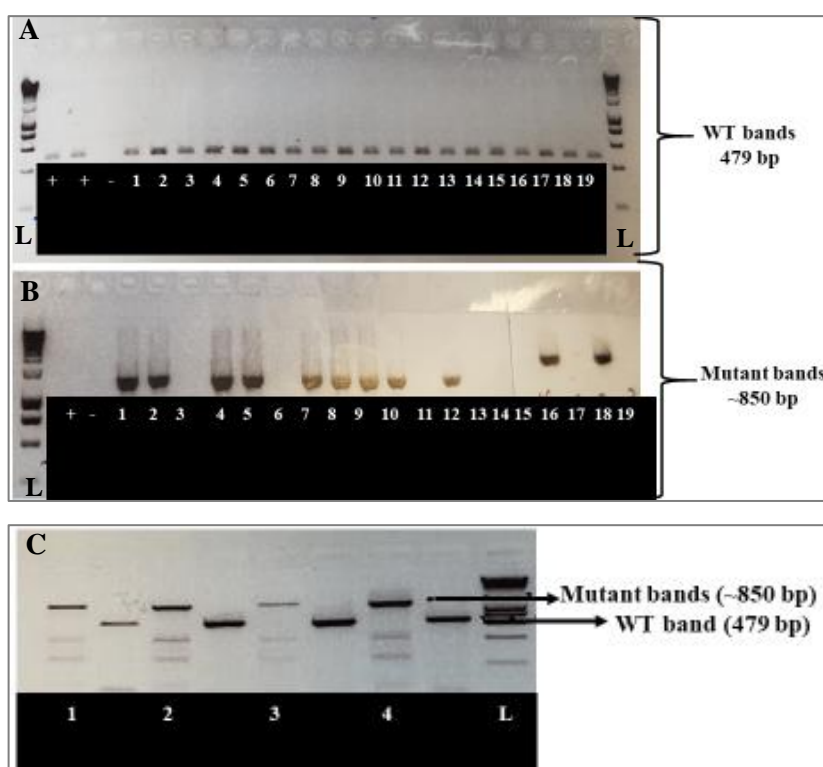 A
WT bands
479 bp
+ + - 1 2 3 4 5 6 7 8 9 10 11 12 13 14 15 16 17 18 19
L L
B
Mutant bands
~850 bp
+ - 1 2 3 4 5 6 7 8 9 10 11 12 13 14 15 16 17 18 19
L
C
Mutant bands (~850 bp)
WT band (479 bp)
1 2 3 4 L